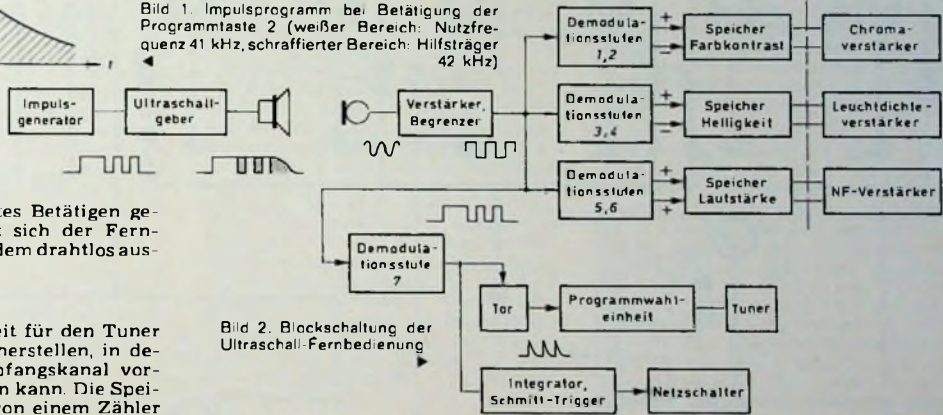 Bild 1. Impulsprogramm bei Betätigung der
Programmtaste 2 (weißer Bereich: Nutzfre-
quenz 41 kHz, schraffierter Bereich: Hilfsträger
42 kHz)
t
Impuls-
generator
Ultraschall-
geber
Verstärker,
Begrenzer
Demodula-
tionsstufen
1,2
+
−
Speicher
Farbkontrast
Chroma-
verstärker
Demodula-
tionsstufen
3,4
+
−
Speicher
Helligkeit
Leuchtdichte-
verstärker
Demodula-
tionsstufen
5,6
+
+
Speicher
Lautstärke
NF-Verstärker
tes Betätigen ge-
t sich der Fern-
dem drahtlos aus-
Demodula-
tionsstufe
7
Tor
Programmwahl-
einheit
Tuner
eit für den Tuner
herstellen, in de-
pfangskanal vor-
n kann. Die Spei-
on einem Zähler
Bild 2. Blockschaltung der
Ultraschall-Fernbedienung
Integrator,
Schmitt-Trigger
Netzschalter